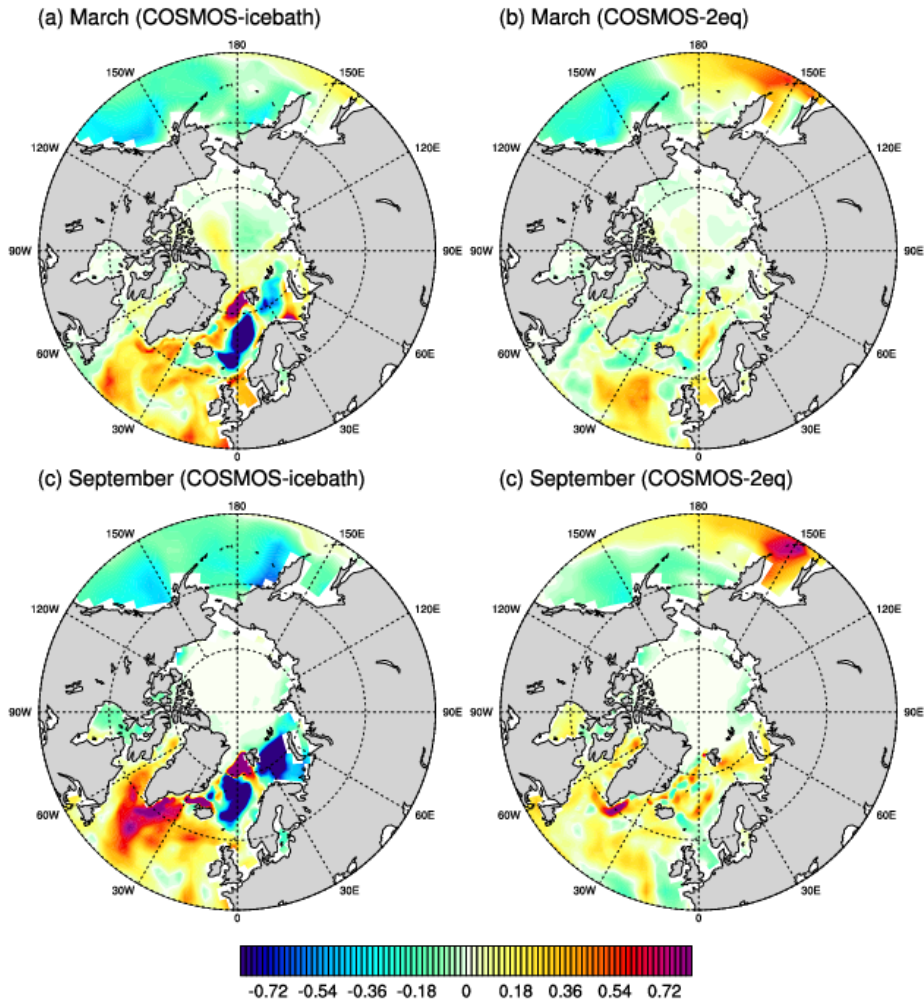 (a) March (COSMOS-icebath)
(b) March (COSMOS-2eq)
180
180
150W
150E
150W
150E
120W
120E
120W
120E
90W
90E
90W
90E
60W
60E
60W
60E
30W
30E
30W
30E
0
0
(c) September (COSMOS-icebath)
(c) September (COSMOS-2eq)
180
180
150W
150E
150W
150E
120W
120E
120W
120E
90W
90E
90W
90E
60W
60E
60W
60E
30W
30E
30W
30E
0
0
-0.72 -0.54 -0.36 -0.18 0 0.18 0.36 0.54 0.72